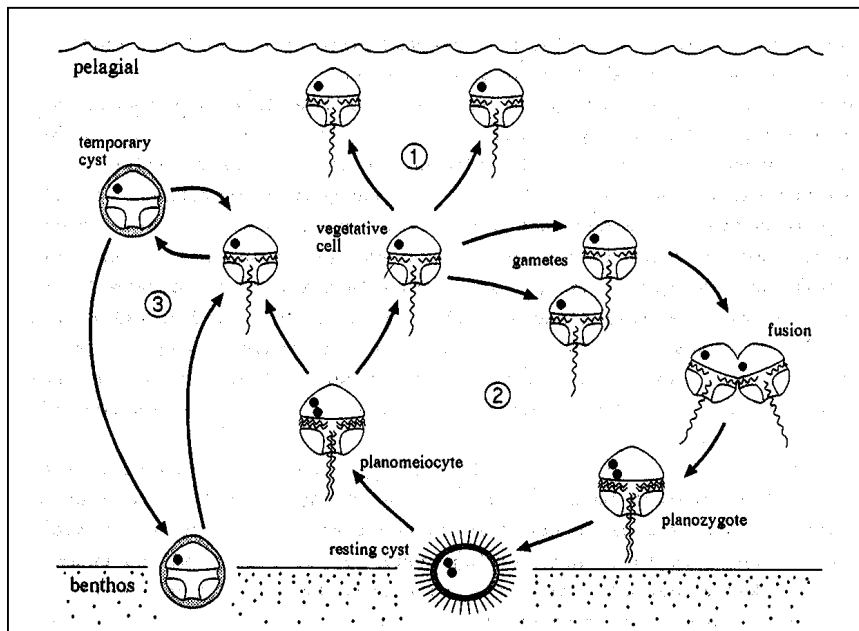 pelagial
temporary
cyst
1
vegetative
cell
gametes
3
fusion
2
planomeiocyte
planozygote
resting cyst
benthos